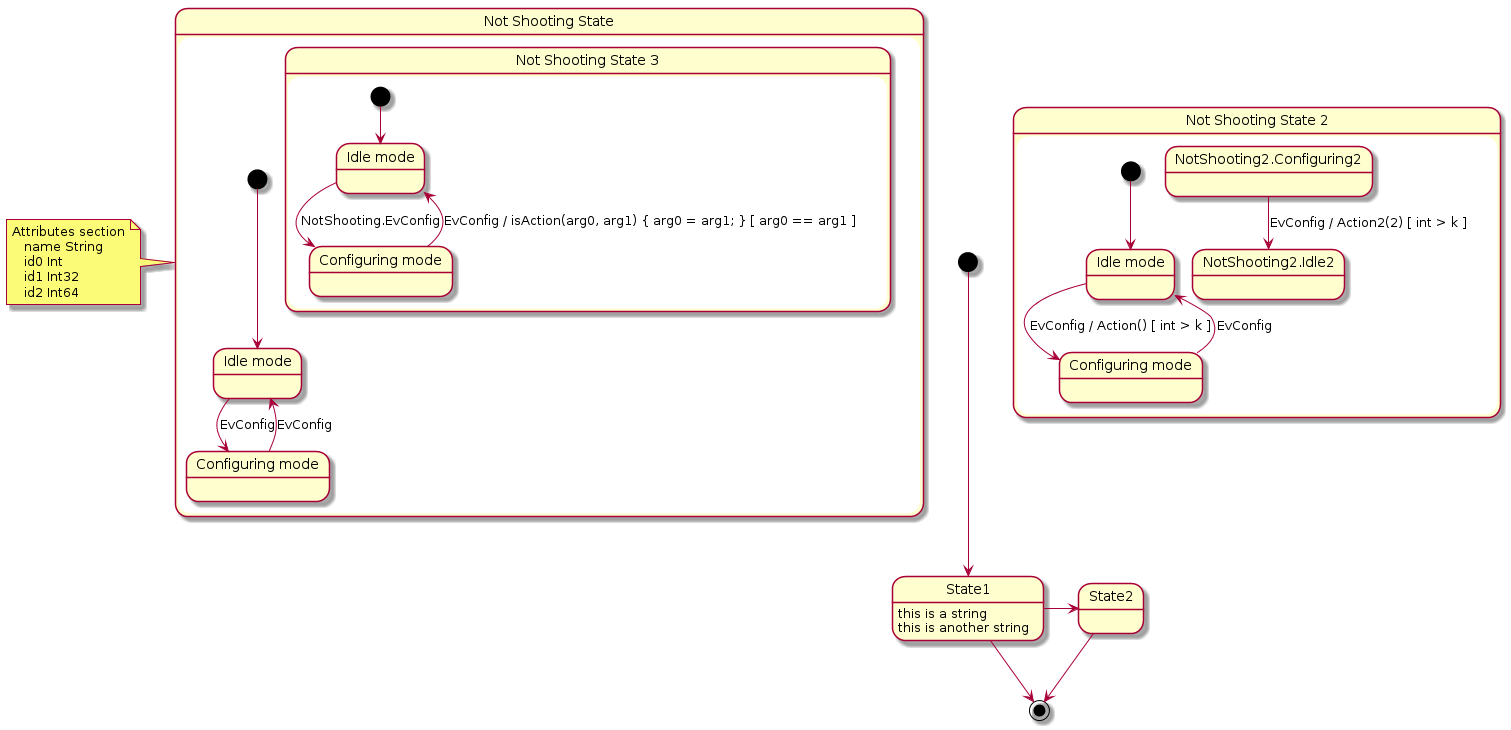 Not Shooting State
Not Shooting State 3
Idle mode
NotShooting.EvConfig
EvConfig / isAction(arg0, arg1) { arg0 = arg1; } [ arg0 == arg1 ]
Configuring mode
Attributes section
name String
id0 Int
id1 Int32
id2 Int64
Idle mode
EvConfig
EvConfig
Configuring mode
Not Shooting State 2
NotShooting2.Configuring2
EvConfig / Action2(2) [ int > k ]
Idle mode
NotShooting2.Idle2
EvConfig / Action() [ int > k ]
EvConfig
Configuring mode
State1
this is a string
this is another string
State2